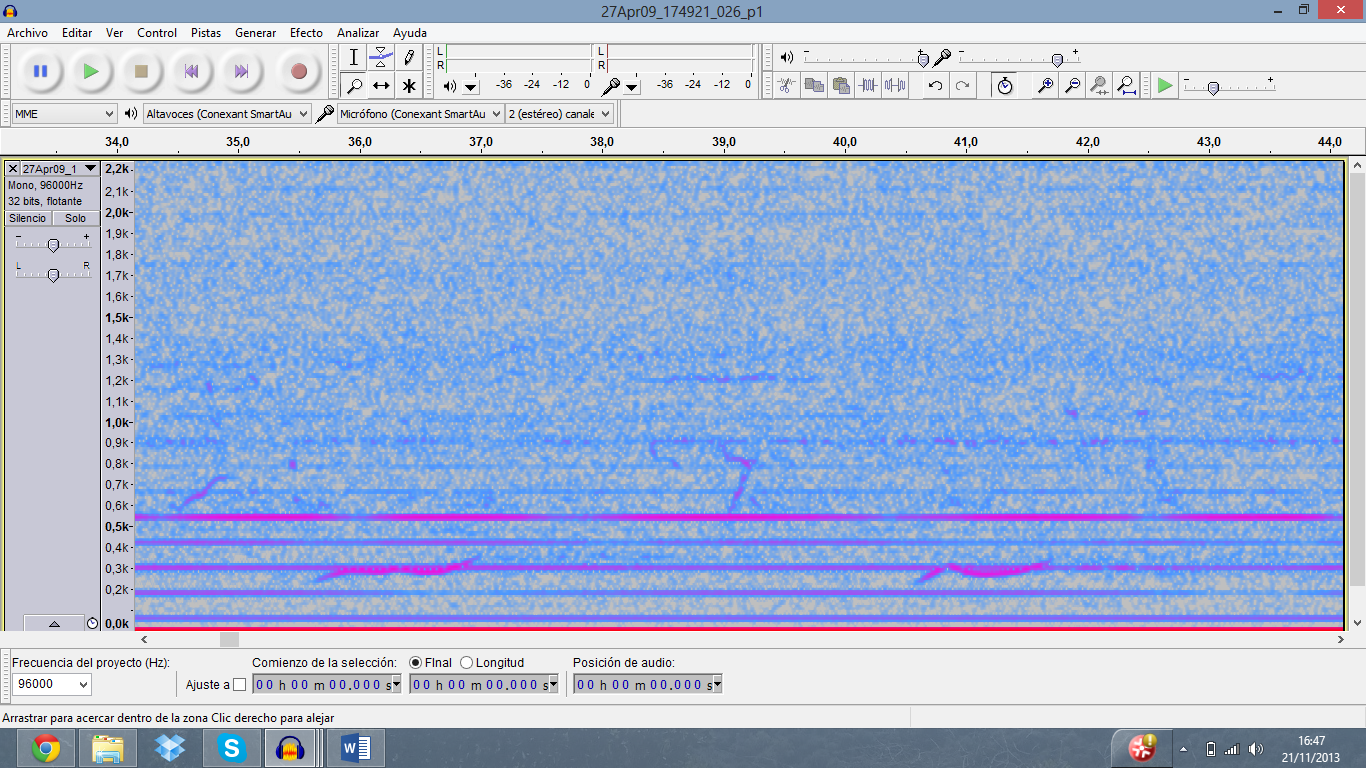 27Apr09_174921_026_p1
Archivo Editar Ver Control Pistas Generar Efecto Analizar Ayuda
L R -36 -24 -12 0 L R -36 -24 -12 0
MME Altavoces (Conexant SmartAu Micrófono (Conexant SmartAu 2 (estéreo) canale
34,0 35,0 36,0 37,0 38,0 39,0 40,0 41,0 42,0 43,0 44,0
27Apr09_1
Mono, 96000Hz
32 bits, flotante
Silencio Solo
- +
L R
2,2k
2,1k
2,0k
1,9k
1,8k
1,7k
1,6k
1,5k
1,4k
1,3k
1,2k
1,1k
1,0k
0,9k
0,8k
0,7k
0,6k
0,5k
0,4k
0,3k
0,2k
0,0k
Frecuencia del proyecto (Hz): Comienzo de la selección: FInal Longitud Posición de audio:
96000 Ajuste a 00 h 00 m 00.000 s 00 h 00 m 00.000 s 00 h 00 m 00.000 s
Arrastrar para acercar dentro de la zona Clic derecho para alejar
16:47
21/11/2013